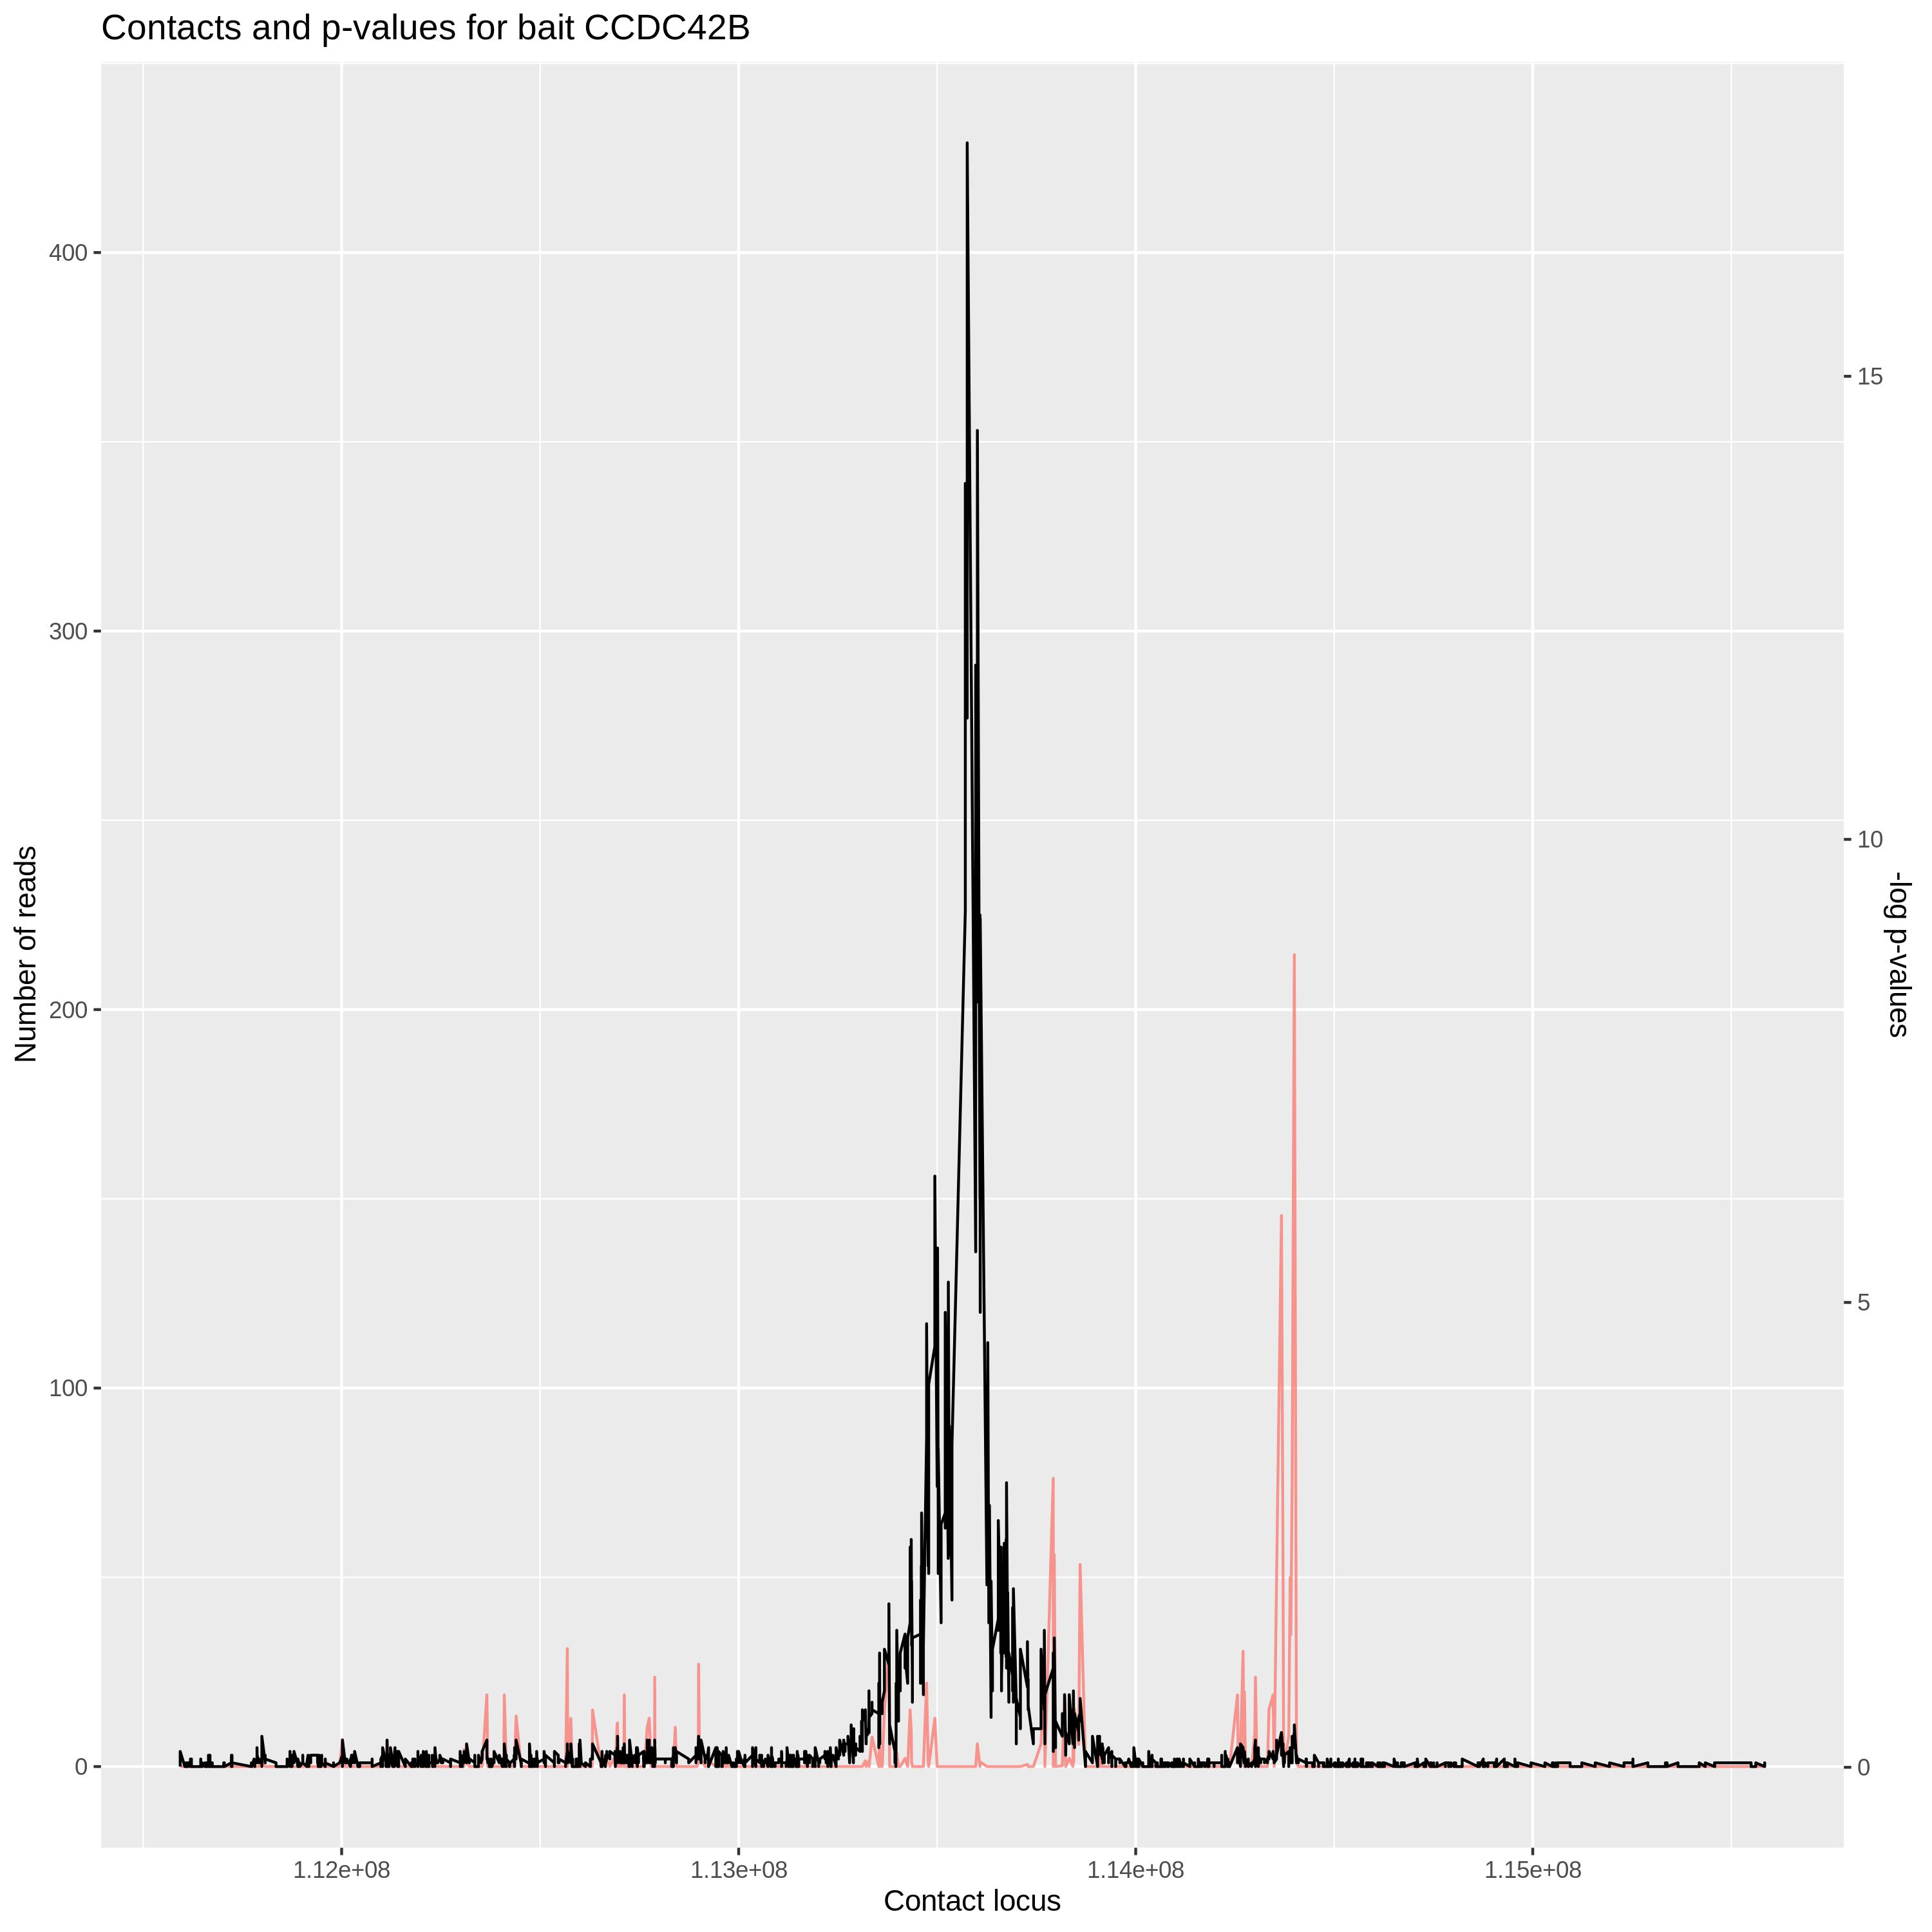 Contacts and p-values for bait CCDC42B
400
300
200
100
0
Number of reads
15
10
5
0
-log p-values
1.12e+08
1.13e+08
1.14e+08
1.15e+08
Contact locus